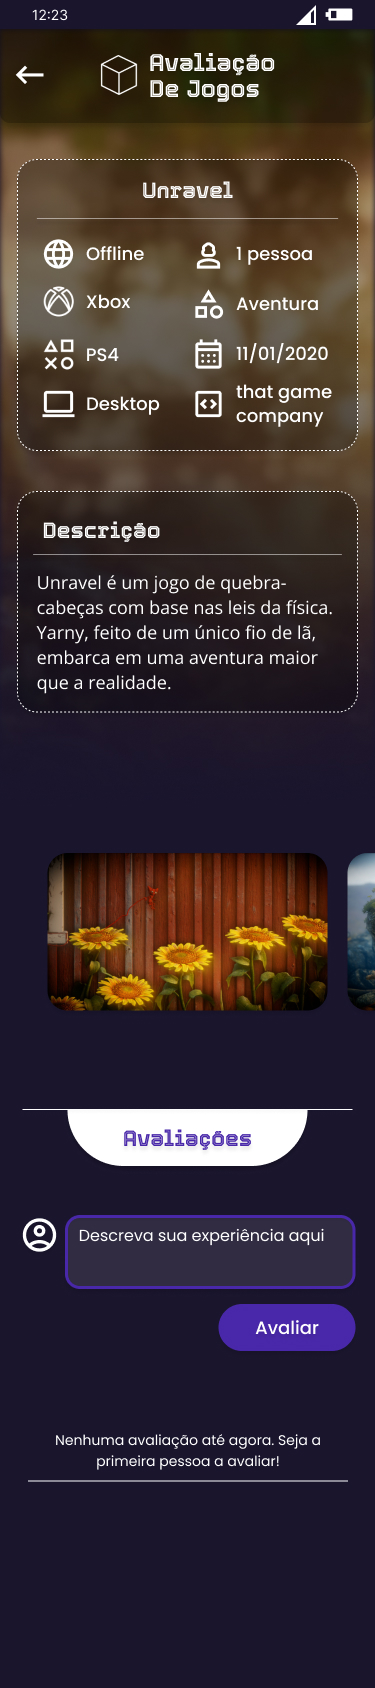 12:23
Avaliação
De Jogos
Unravel
Offline
1 pessoa
Xbox
Aventura
PS4
11/01/2020
Desktop
that game
company
Descrição
Unravel é um jogo de quebra-
cabeças com base nas leis da física.
Yarny, feito de um único fio de lã,
embarca em uma aventura maior
que a realidade.
Avaliações
Descreva sua experiência aqui
Avaliar
Nenhuma avaliação até agora. Seja a
primeira pessoa a avaliar!